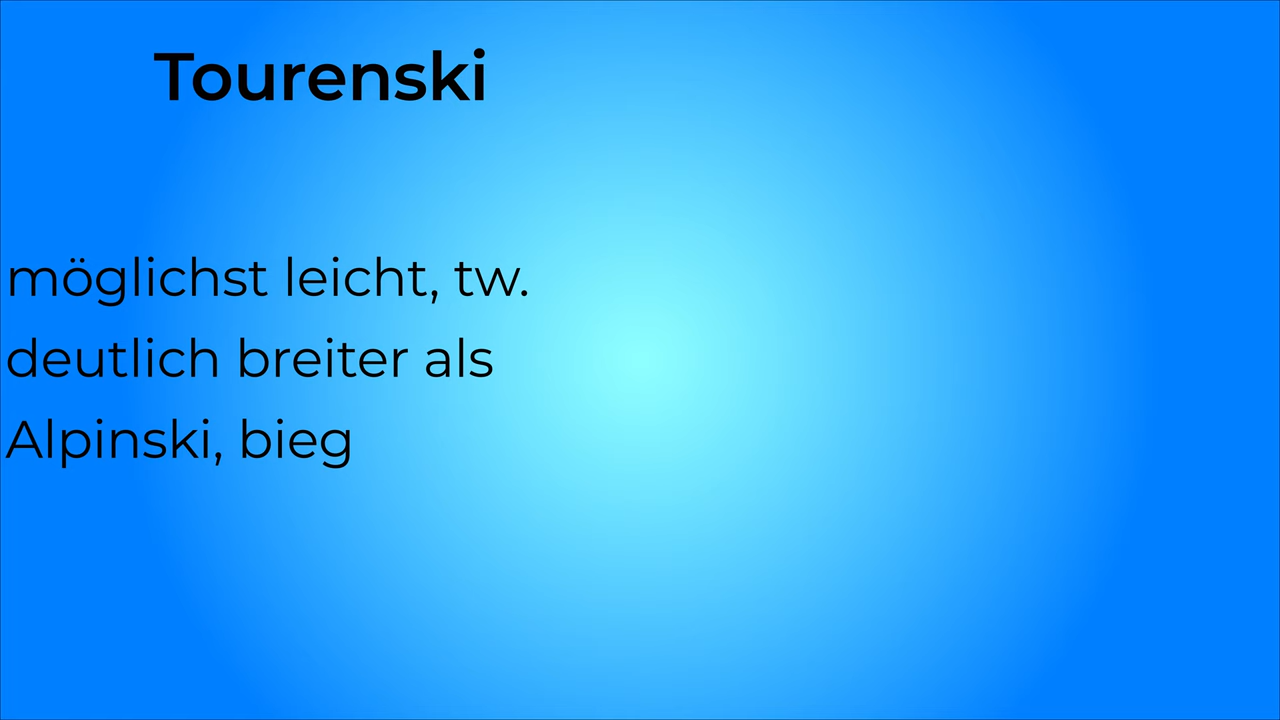 Tourenski
möglichst leicht, tw.
deutlich breiter als
Alpinski, bieg